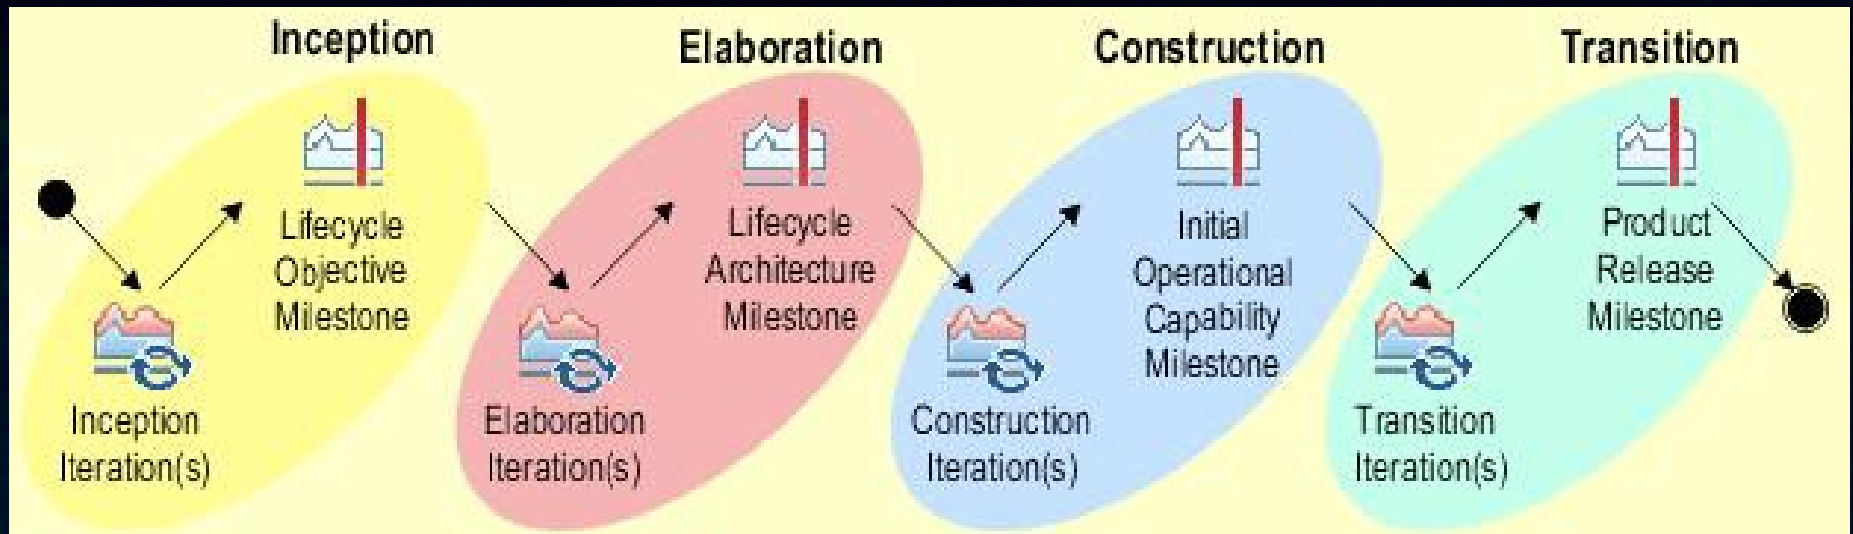 Inception
Elaboration
Construction
Transition
Lifecycle
Objective
Milestone
Inception
Iteration(s)
Lifecycle
Architecture
Milestone
Elaboration
Iteration(s)
Initial
Operational
Capability
Milestone
Construction
Iteration(s)
Product
Release
Milestone
Transition
Iteration(s)